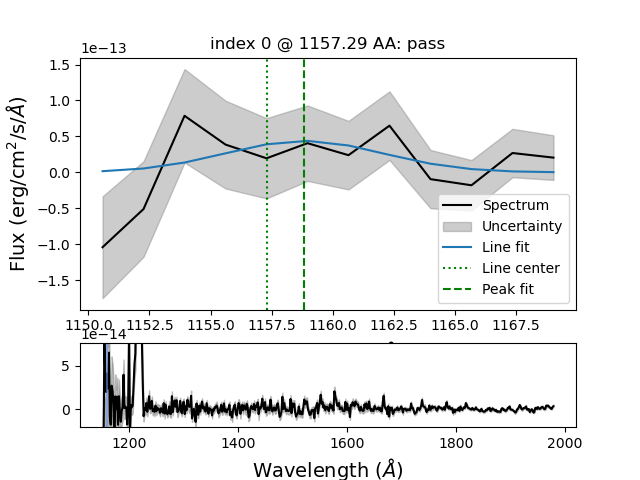 index 0 @ 1157.29 AA: pass
1e−13
1.5
1.0
0.5
0.0
−0.5
−1.0
−1.5
Flux (erg/cm²/s/Å)
Spectrum
Uncertainty
Line fit
Line center
Peak fit
1150.0 1152.5 1155.0 1157.5 1160.0 1162.5 1165.0 1167.5
1e−14
5
0
1200 1400 1600 1800 2000
Wavelength (Å)